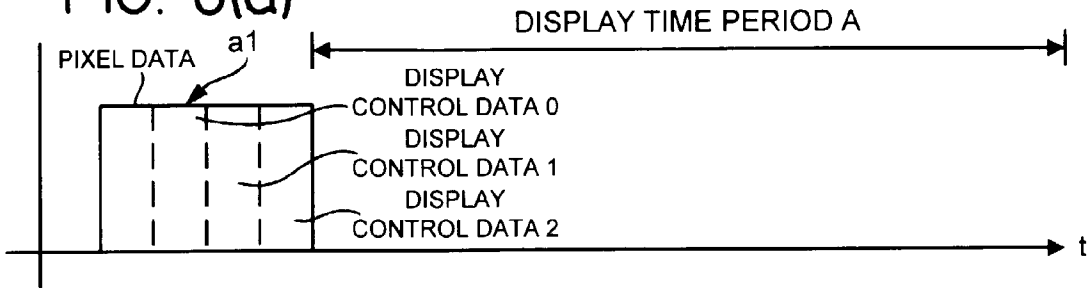 DISPLAY TIME PERIOD A
PIXEL DATA
a1
DISPLAY
CONTROL DATA 0
DISPLAY
CONTROL DATA 1
DISPLAY
CONTROL DATA 2
t